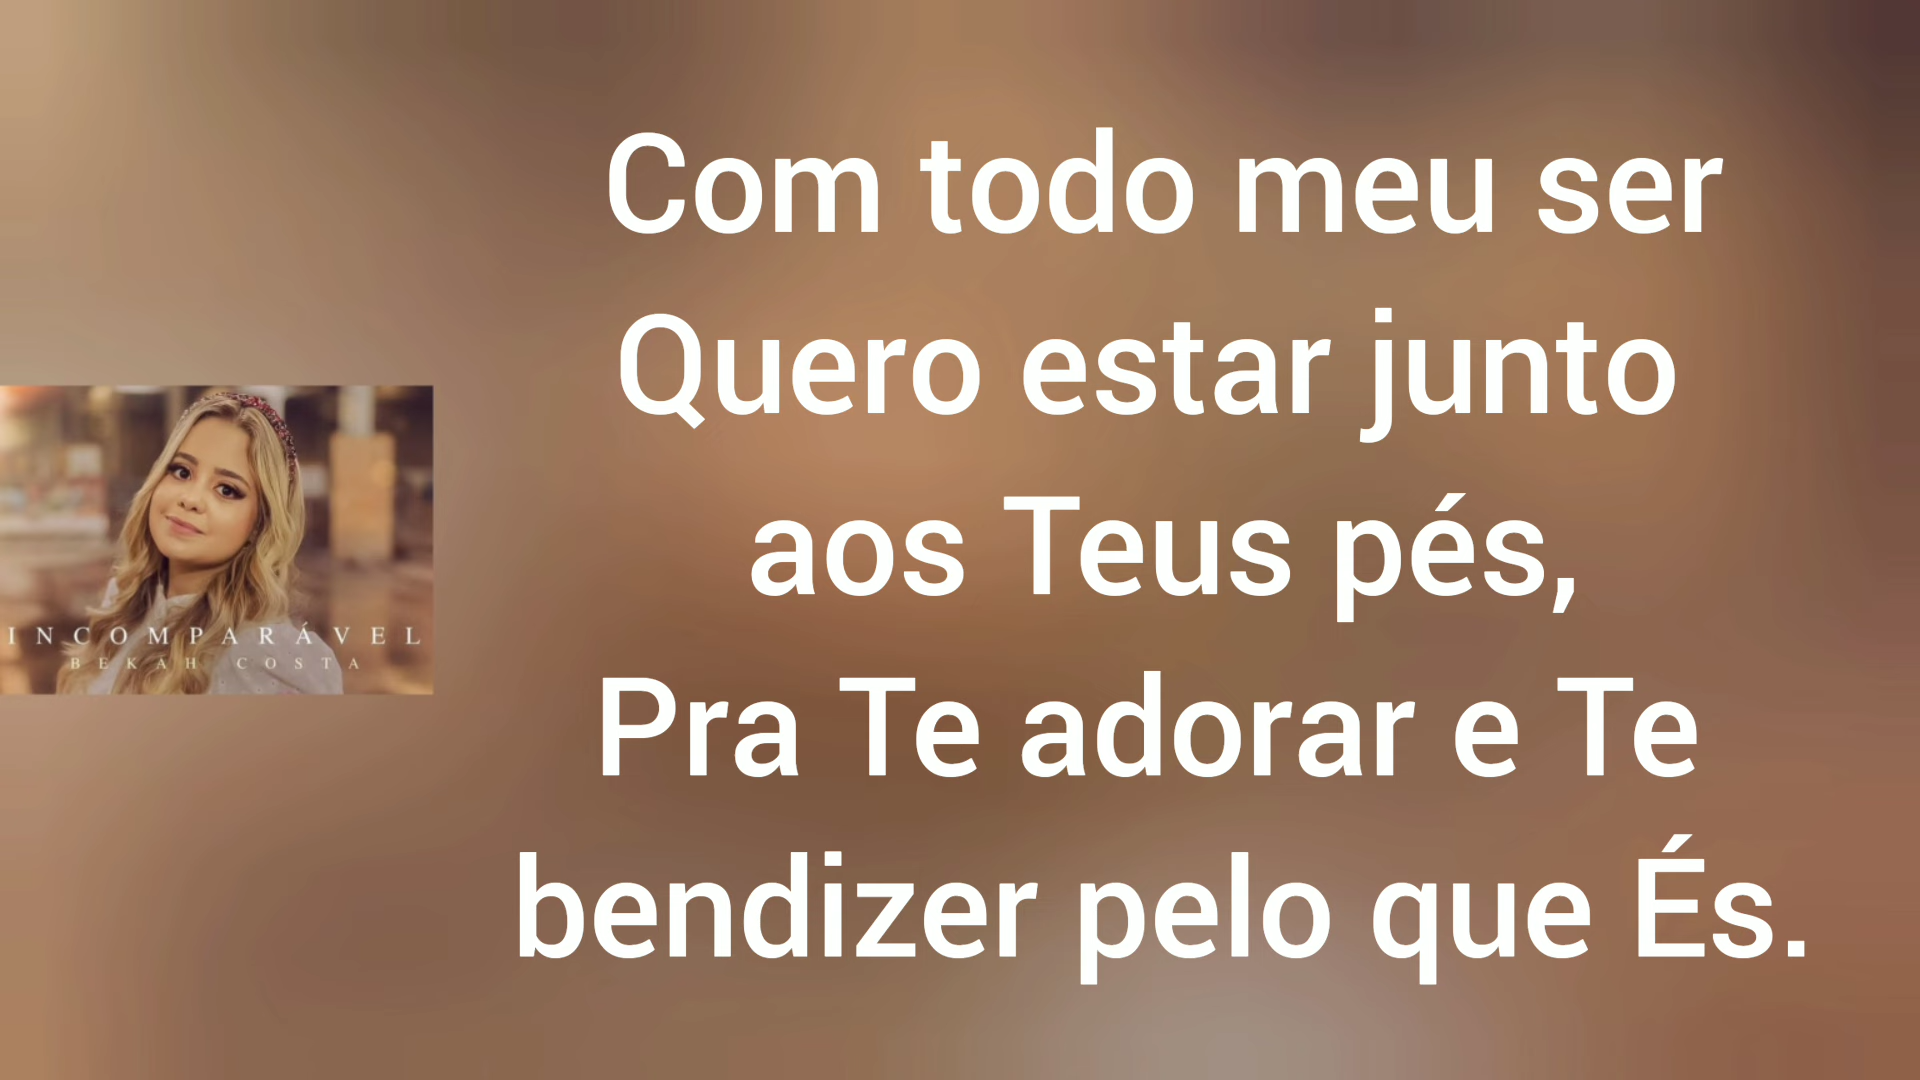 Com todo meu ser
Quero estar junto
aos Teus pés,
Pra Te adorar e Te
bendizer pelo que És.
INCOMPARÁVEL
BEKAH COSTA